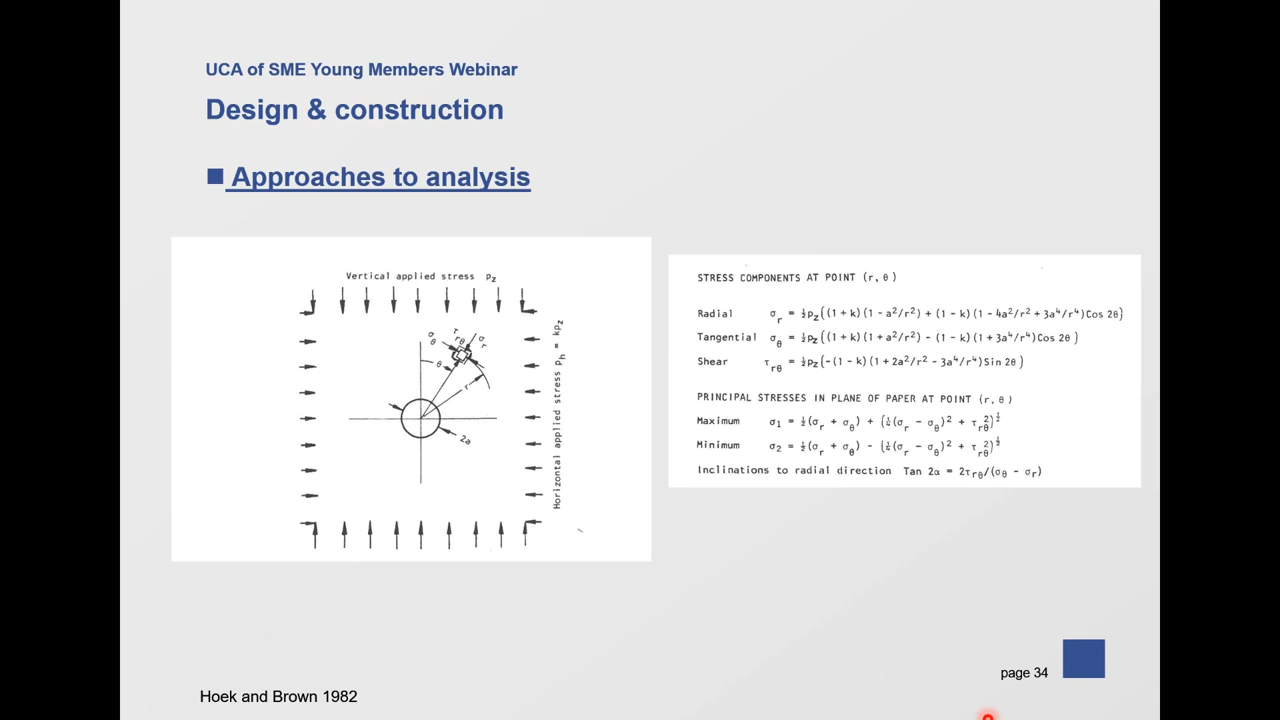 UCA of SME Young Members Webinar
Design & construction
Approaches to analysis
Vertical applied stress pz
σθ
τrθ
σr
θ
r
2a
Horizontal applied stress ph = kpz
STRESS COMPONENTS AT POINT (r, θ)
Radial σr = ½pz((1 + k)(1 - a²/r²) + (1 - k)(1 - 4a²/r² + 3a⁴/r⁴)Cos 2θ)
Tangential σθ = ½pz((1 + k)(1 + a²/r²) - (1 - k)(1 + 3a⁴/r⁴)Cos 2θ)
Shear τrθ = ½pz(-(1 - k)(1 + 2a²/r² - 3a⁴/r⁴)Sin 2θ)
PRINCIPAL STRESSES IN PLANE OF PAPER AT POINT (r, θ)
Maximum σ1 = ½(σr + σθ) + (¼(σr - σθ)² + τrθ²)½
Minimum σ2 = ½(σr + σθ) - (¼(σr - σθ)² + τrθ²)½
Inclinations to radial direction Tan 2α = 2τrθ/(σθ - σr)
page 34
Hoek and Brown 1982